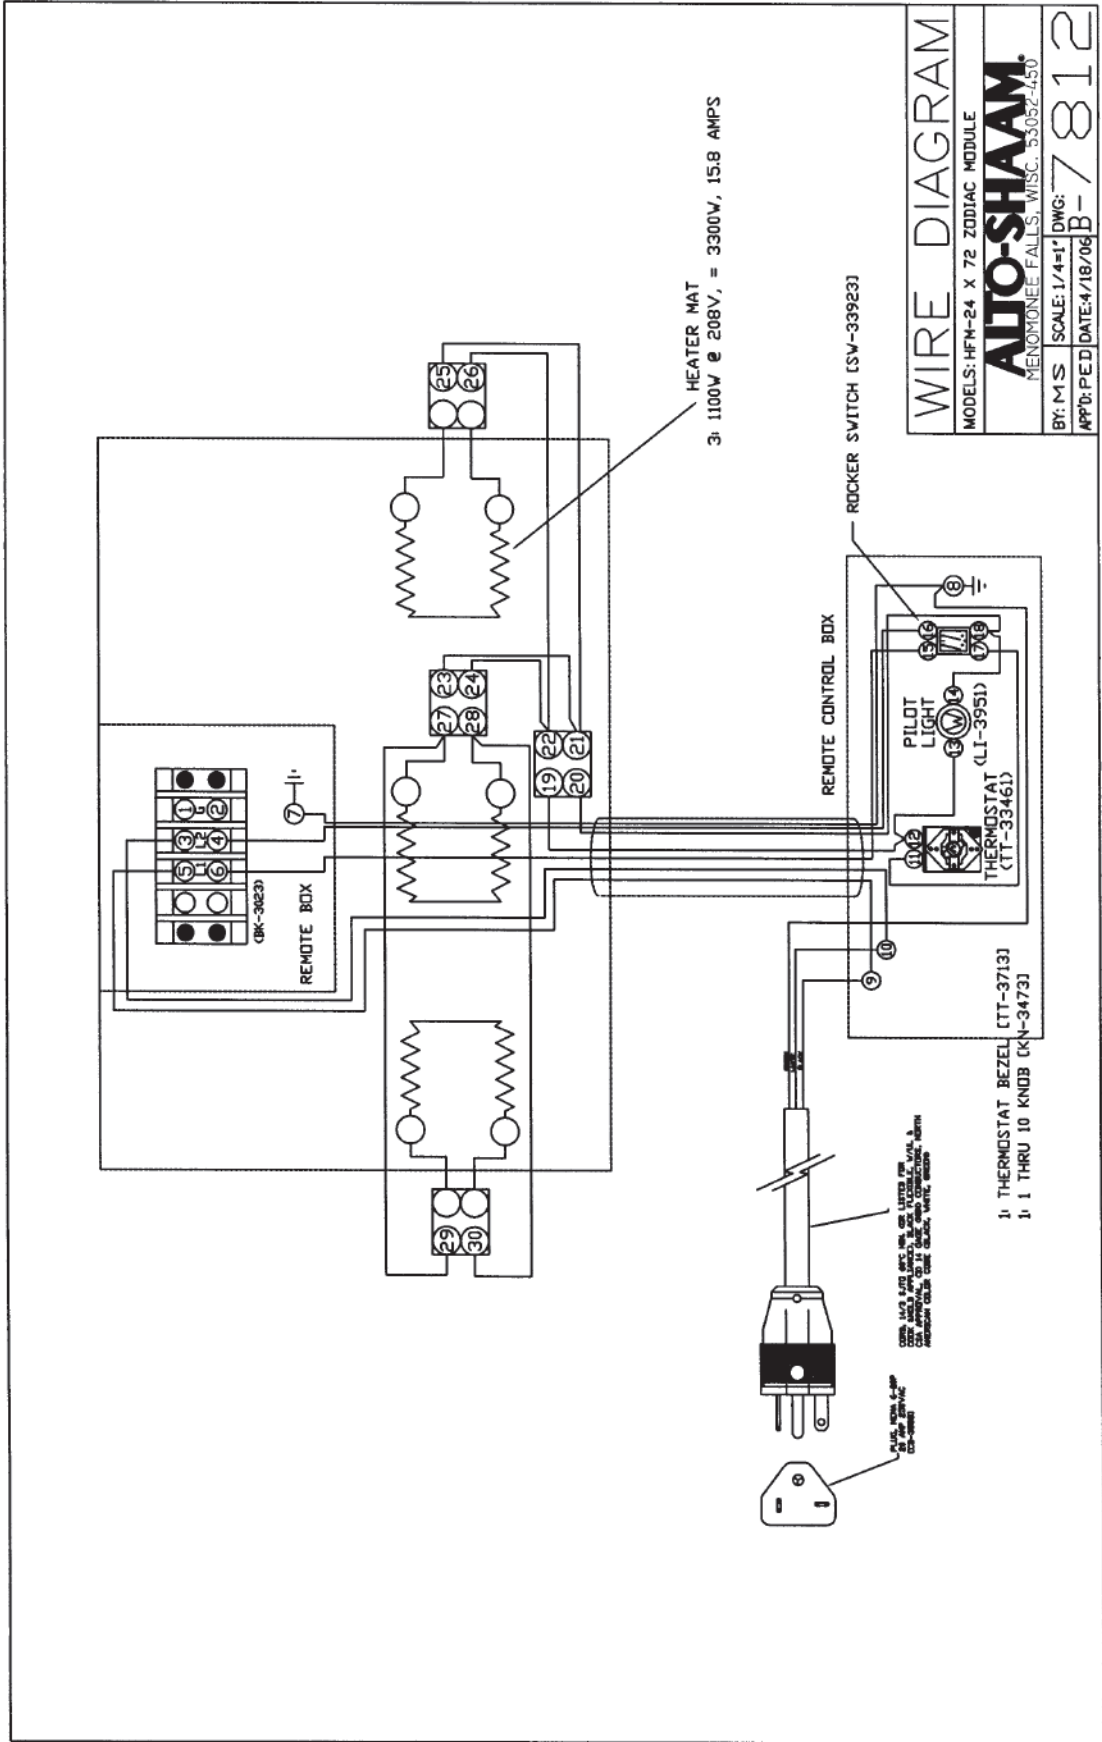 5
3
1
L1
L2
G
6
4
2
(BK-3023)
7
REMOTE BOX
29
30
27
23
28
24
25
26
19
22
20
21
HEATER MAT
3: 1100W @ 208V, = 3300W, 15.8 AMPS
REMOTE CONTROL BOX
ROCKER SWITCH [SW-33923]
9
10
11
12
THERMOSTAT
(TT-33461)
PILOT
LIGHT
13
W
14
(LI-3951)
15
16
17
18
8
BLACK
1: THERMOSTAT BEZEL [TT-3713]
1: 1 THRU 10 KNOB [KN-3473]
WIRE DIAGRAM
MODELS: HFM-24 X 72 ZODIAC MODULE
ALTO-SHAAM®
MENOMONEE FALLS, WISC. 53052-450
BY: MS
SCALE: 1/4=1"
DWG:
APP'D: PED
DATE: 4/18/06
B-7812